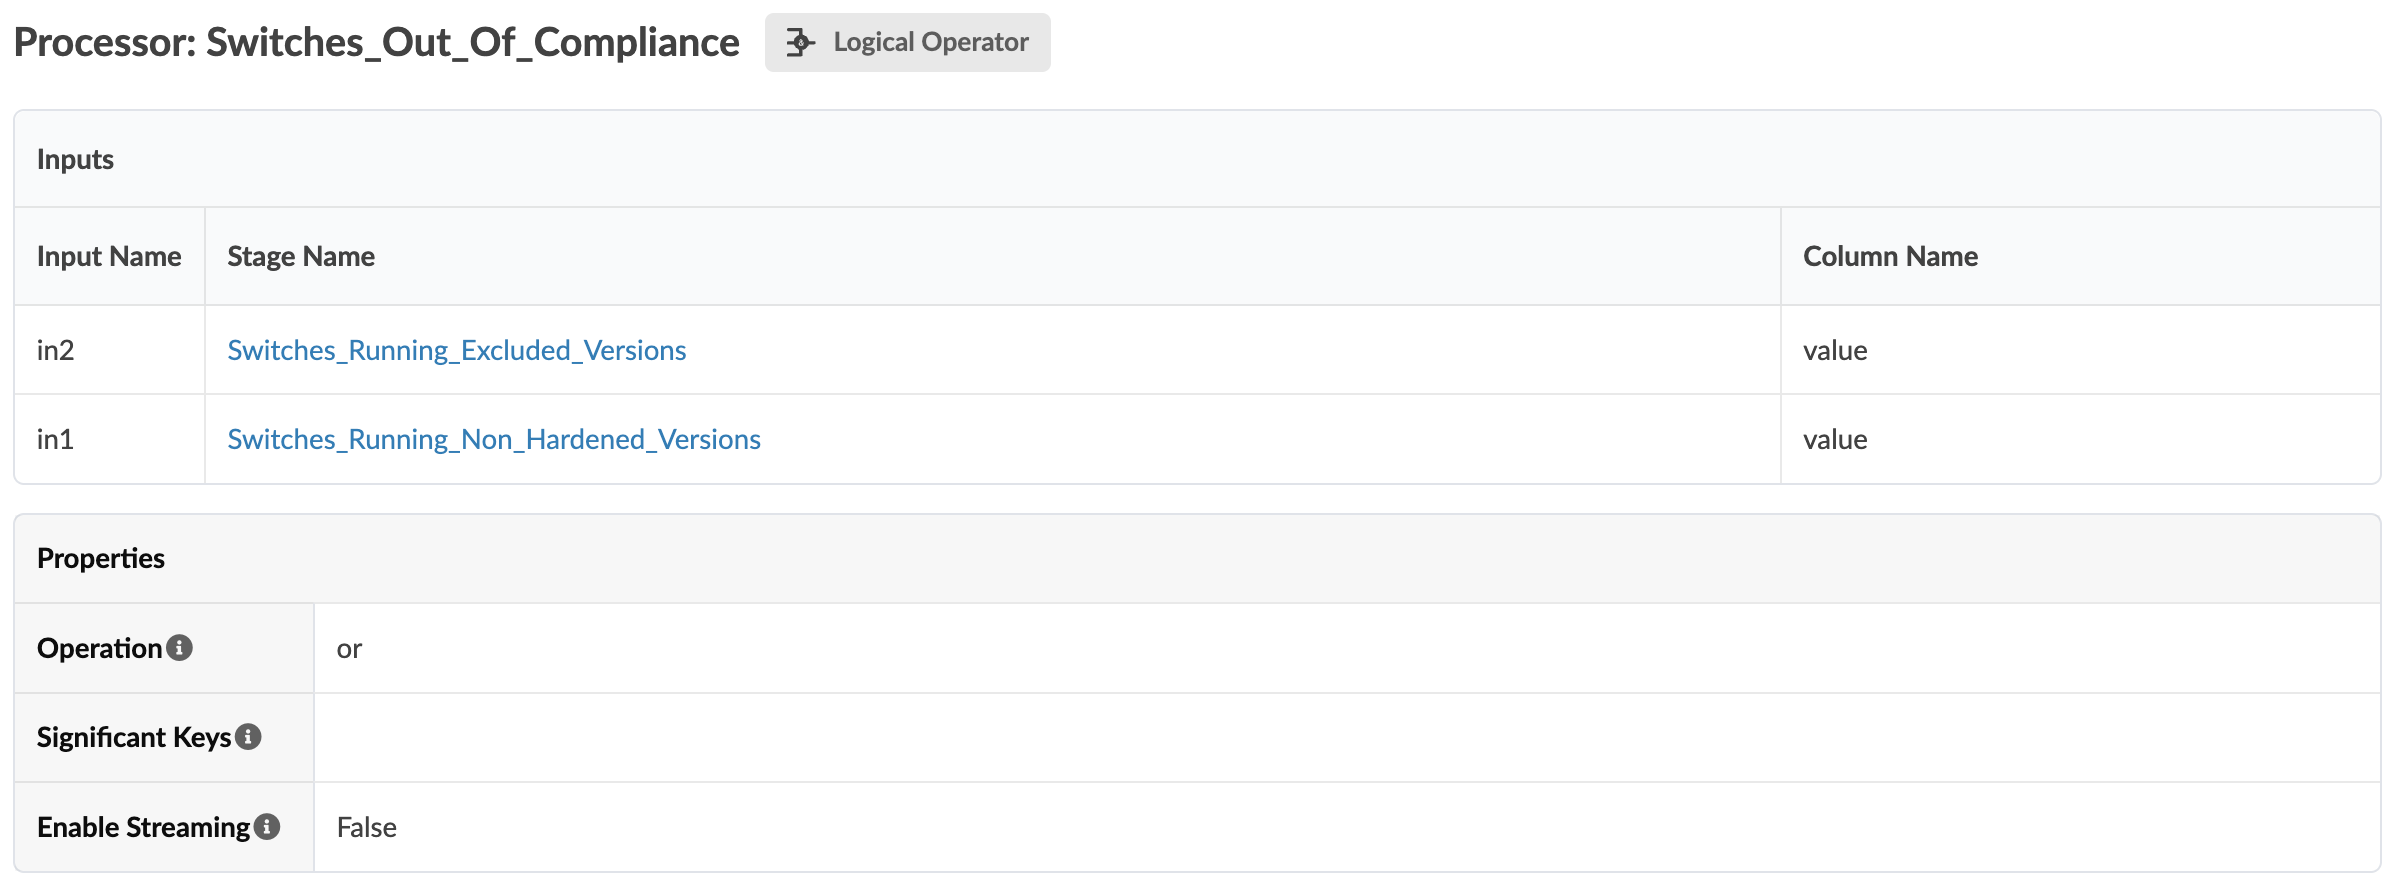 Processor: Switches_Out_Of_Compliance Logical Operator
Inputs
Input Name Stage Name Column Name
in2 Switches_Running_Excluded_Versions value
in1 Switches_Running_Non_Hardened_Versions value
Properties
Operation or
Significant Keys
Enable Streaming False